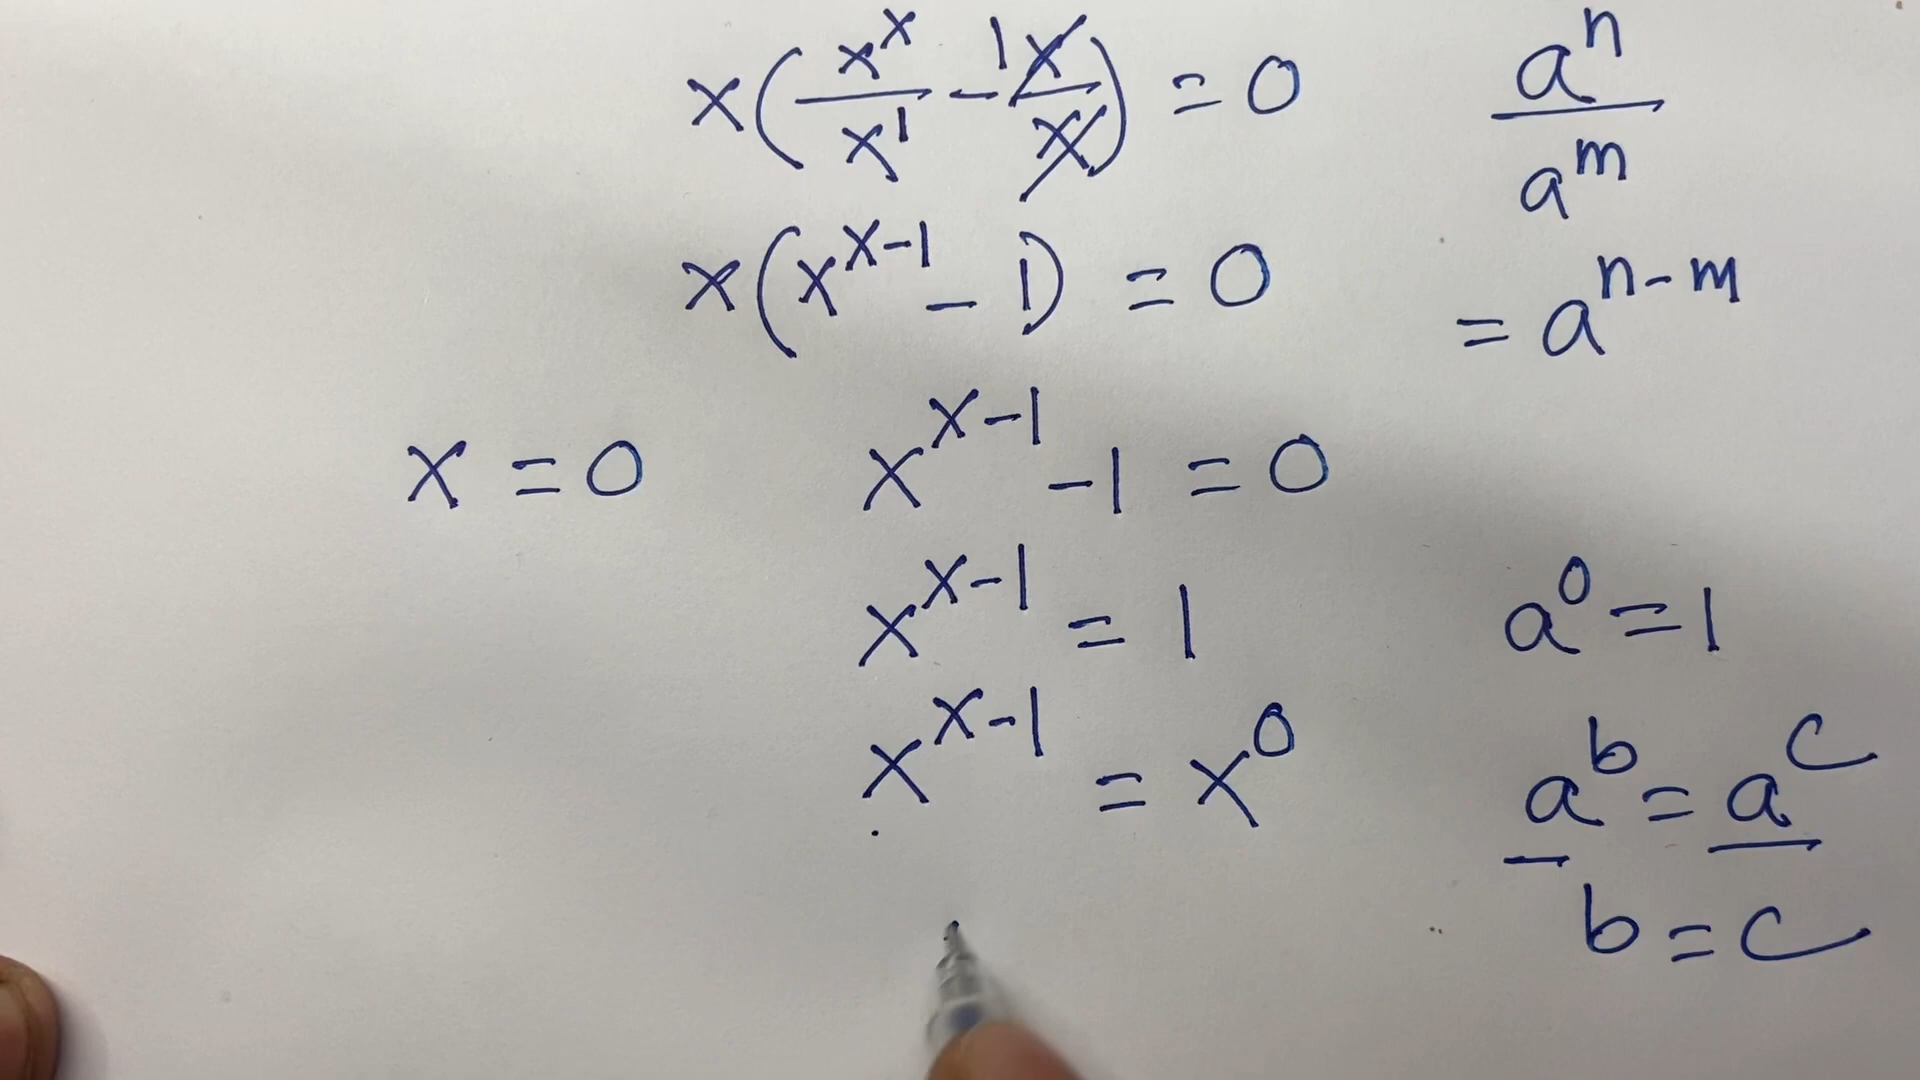 x(x^x/x^1 - 1x/x) = 0
a^n/a^m
x(x^(x-1) - 1) = 0
= a^(n-m)
x = 0
x^(x-1) - 1 = 0
x^(x-1) = 1
a^0 = 1
x^(x-1) = x^0
a^b = a^c
b = c